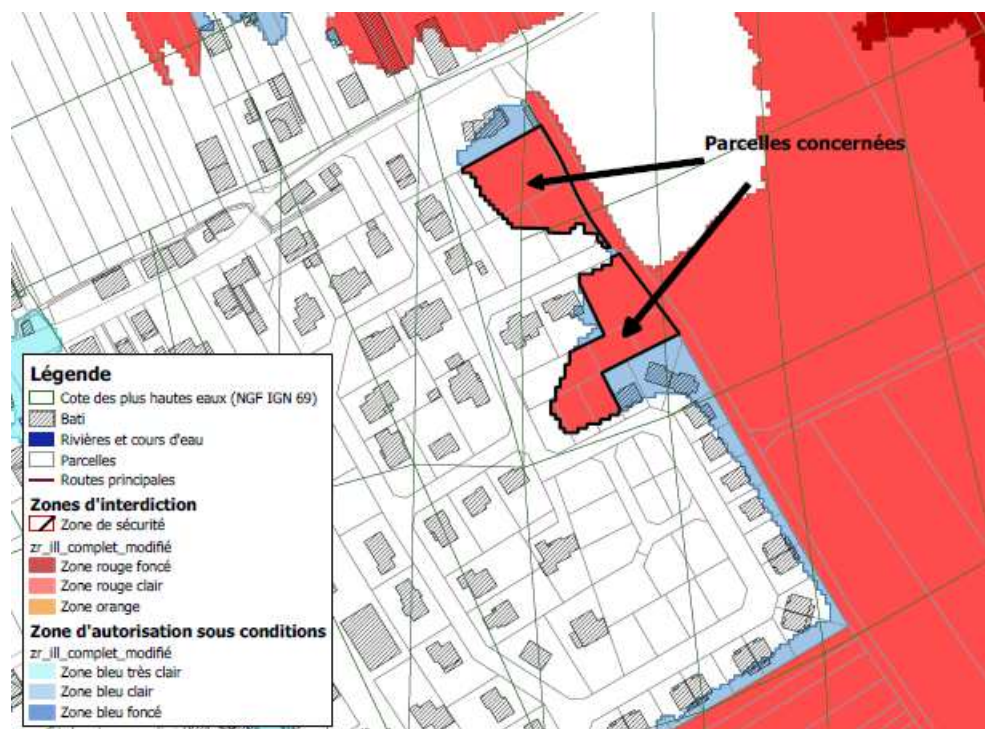 Parcelles concernées
Légende
Cote des plus hautes eaux (NGF IGN 69)
Bati
Rivières et cours d'eau
Parcelles
Routes principales
Zones d'interdiction
Zone de sécurité
zr_ill_complet_modifié
Zone rouge foncé
Zone rouge clair
Zone orange
Zone d'autorisation sous conditions
zr_ill_complet_modifié
Zone bleu très clair
Zone bleu clair
Zone bleu foncé